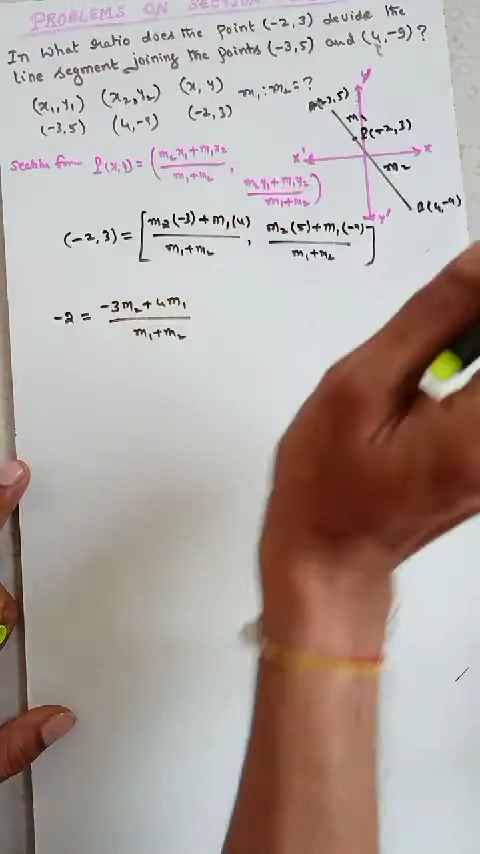 PROBLEMS ON SECTION
In what ratio does the point (-2,3) devide the
line segment joining the points (-3,5) and (4,-9) ?
(x₁,y₁) (x₂,y₂) (x,y) m₁:m₂=?
(-3,5) (4,-9) (-2,3)
Section form P(x,y) = (m₂x₁+m₁x₂/m₁+m₂, m₂y₁+m₁y₂/m₁+m₂)
(-2,3) = [m₂(-3)+m₁(4)/m₁+m₂, m₂(5)+m₁(-9)/m₁+m₂]
-2 = -3m₂+4m₁/m₁+m₂
y'
A(-3,5)
m₁
P(-2,3)
x' x
m₂
B(4,-9)
y'